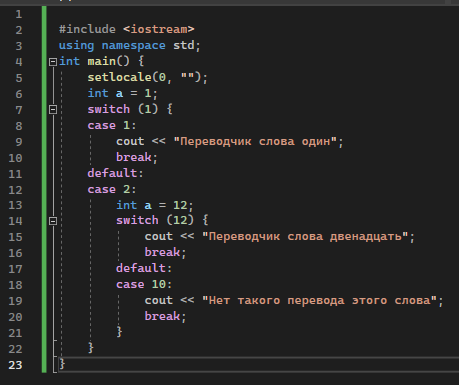 1
2 #include <iostream>
3 using namespace std;
4 int main() {
5 setlocale(0, "");
6 int a = 1;
7 switch (1) {
8 case 1:
9 cout << "Переводчик слова один";
10 break;
11 default:
12 case 2:
13 int a = 12;
14 switch (12) {
15 cout << "Переводчик слова двенадцать";
16 break;
17 default:
18 case 10:
19 cout << "Нет такого перевода этого слова";
20 break;
21 }
22 }
23 }